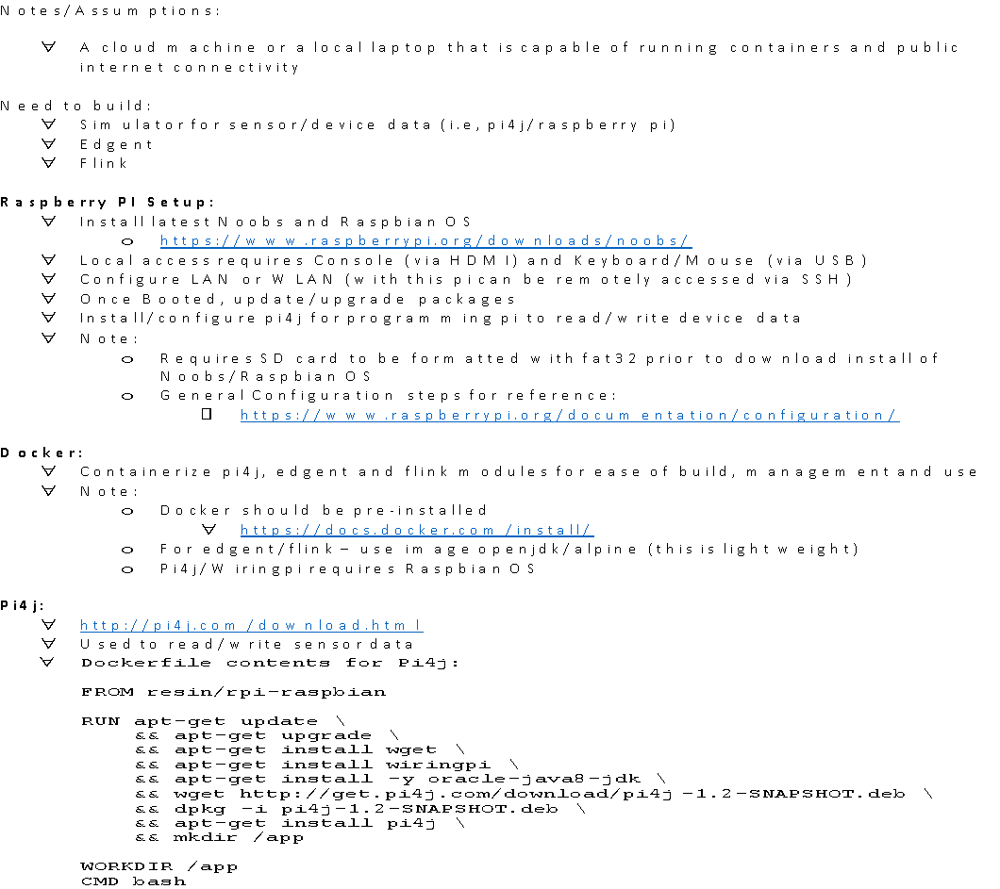 Notes/Assumptions:
∀ A cloud machine or a local laptop that is capable of running containers and public
internet connectivity
Need to build:
∀ Simulator for sensor/device data (i.e, pi4j/raspberry pi)
∀ Edgent
∀ Flink
Raspberry PI Setup:
∀ Install latest Noobs and Raspbian OS
o https://www.raspberrypi.org/downloads/noobs/
∀ Local access requires Console (via HDMI) and Keyboard/Mouse (via USB)
∀ Configure LAN or WLAN (with this pi can be remotely accessed via SSH)
∀ Once Booted, update/upgrade packages
∀ Install/configure pi4j for programming pi to read/write device data
∀ Note:
o Requires SD card to be formatted with fat32 prior to download install of
Noobs/Raspbian OS
o General Configuration steps for reference:
▯ https://www.raspberrypi.org/documentation/configuration/
Docker:
∀ Containerize pi4j, edgent and flink modules for ease of build, management and use
∀ Note:
o Docker should be pre-installed
∀ https://docs.docker.com/install/
o For edgent/flink – use image openjdk/alpine (this is light weight)
o Pi4j/Wiringpi requires Raspbian OS
Pi4j:
∀ http://pi4j.com/download.html
∀ Used to read/write sensor data
∀ Dockerfile contents for Pi4j:
FROM resin/rpi-raspbian
RUN apt-get update \
&& apt-get upgrade \
&& apt-get install wget \
&& apt-get install wiringpi \
&& apt-get install -y oracle-java8-jdk \
&& wget http://get.pi4j.com/download/pi4j-1.2-SNAPSHOT.deb \
&& dpkg -i pi4j-1.2-SNAPSHOT.deb \
&& apt-get install pi4j \
&& mkdir /app
WORKDIR /app
CMD bash